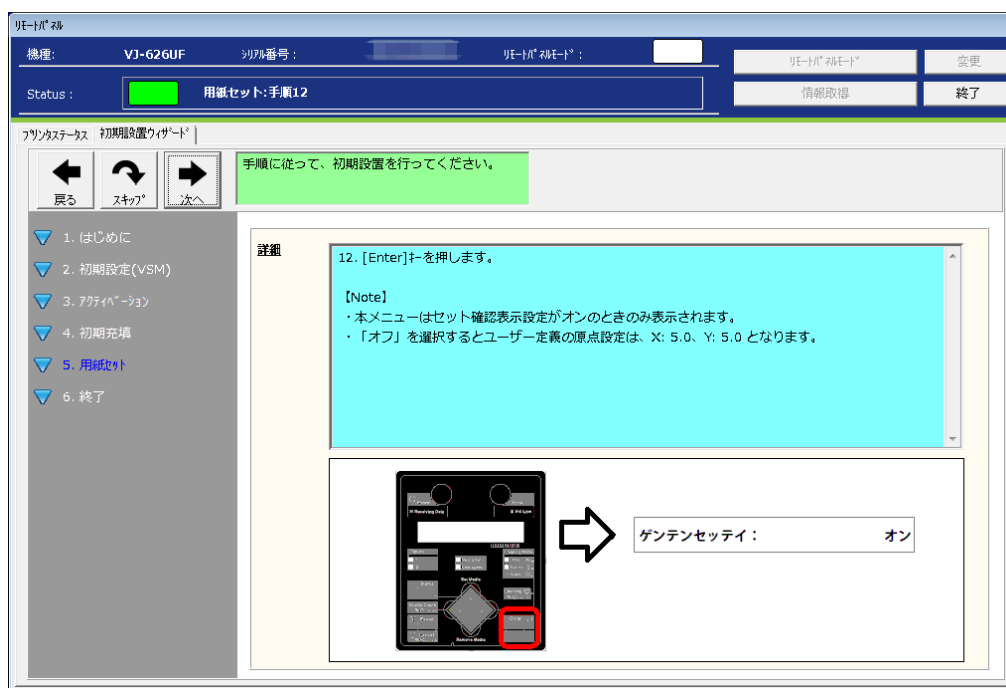 ﾘﾓｰﾄﾊﾟﾈﾙ
機種:
VJ-626UF
ｼﾘｱﾙ番号：
ﾘﾓｰﾄﾊﾟﾈﾙﾓｰﾄﾞ：
ﾘﾓｰﾄﾊﾟﾈﾙﾓｰﾄﾞ
変更
Status：
用紙セット:手順12
情報取得
終了
ﾌﾟﾘﾝﾀｽﾃｰﾀｽ
初期設置ｳｨｻﾞｰﾄﾞ
戻る
ｽｷｯﾌﾟ
次へ
手順に従って、初期設置を行ってください。
1. はじめに
2. 初期設定(VSM)
3. ｱｸﾃｨﾍﾞｰｼｮﾝ
4. 初期充填
5. 用紙ｾｯﾄ
6. 終了
詳細
12. [Enter]ｷｰを押します。
【Note】
・本メニューはセット確認表示設定がオンのときのみ表示されます。
・「オフ」を選択するとユーザー定義の原点設定は、X: 5.0、Y: 5.0 となります。
Receiving Data
Set Media
Menu
Pause
Cancel
Enter
Remove Media
ゲンテンセッテイ：
オン